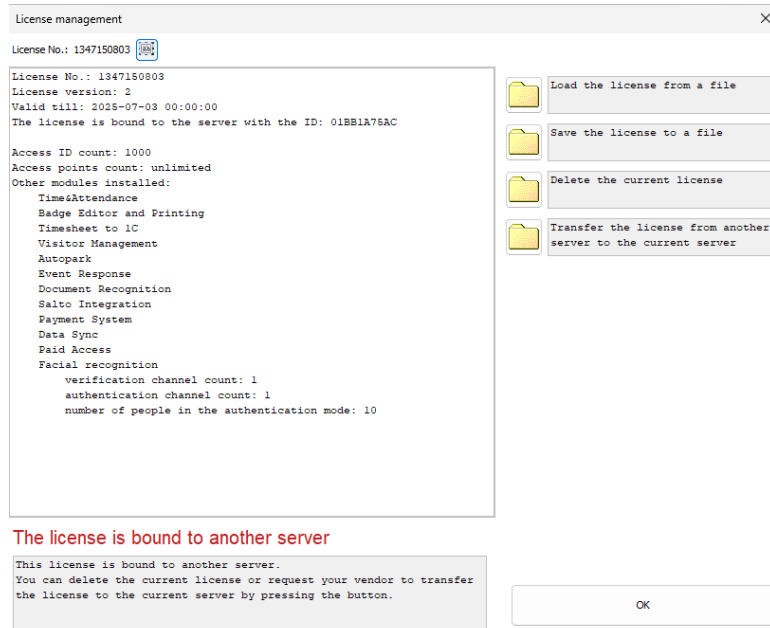 License management
License No.: 1347150803
License No.: 1347150803
License version: 2
Valid till: 2025-07-03 00:00:00
The license is bound to the server with the ID: 01BB1A75AC
Access ID count: 1000
Access points count: unlimited
Other modules installed:
Time&Attendance
Badge Editor and Printing
Timesheet to 1C
Visitor Management
Autopark
Event Response
Document Recognition
Salto Integration
Payment System
Data Sync
Paid Access
Facial recognition
verification channel count: 1
authentication channel count: 1
number of people in the authentication mode: 10
Load the license from a file
Save the license to a file
Delete the current license
Transfer the license from another
server to the current server
The license is bound to another server
This license is bound to another server.
You can delete the current license or request your vendor to transfer
the license to the current server by pressing the button.
OK